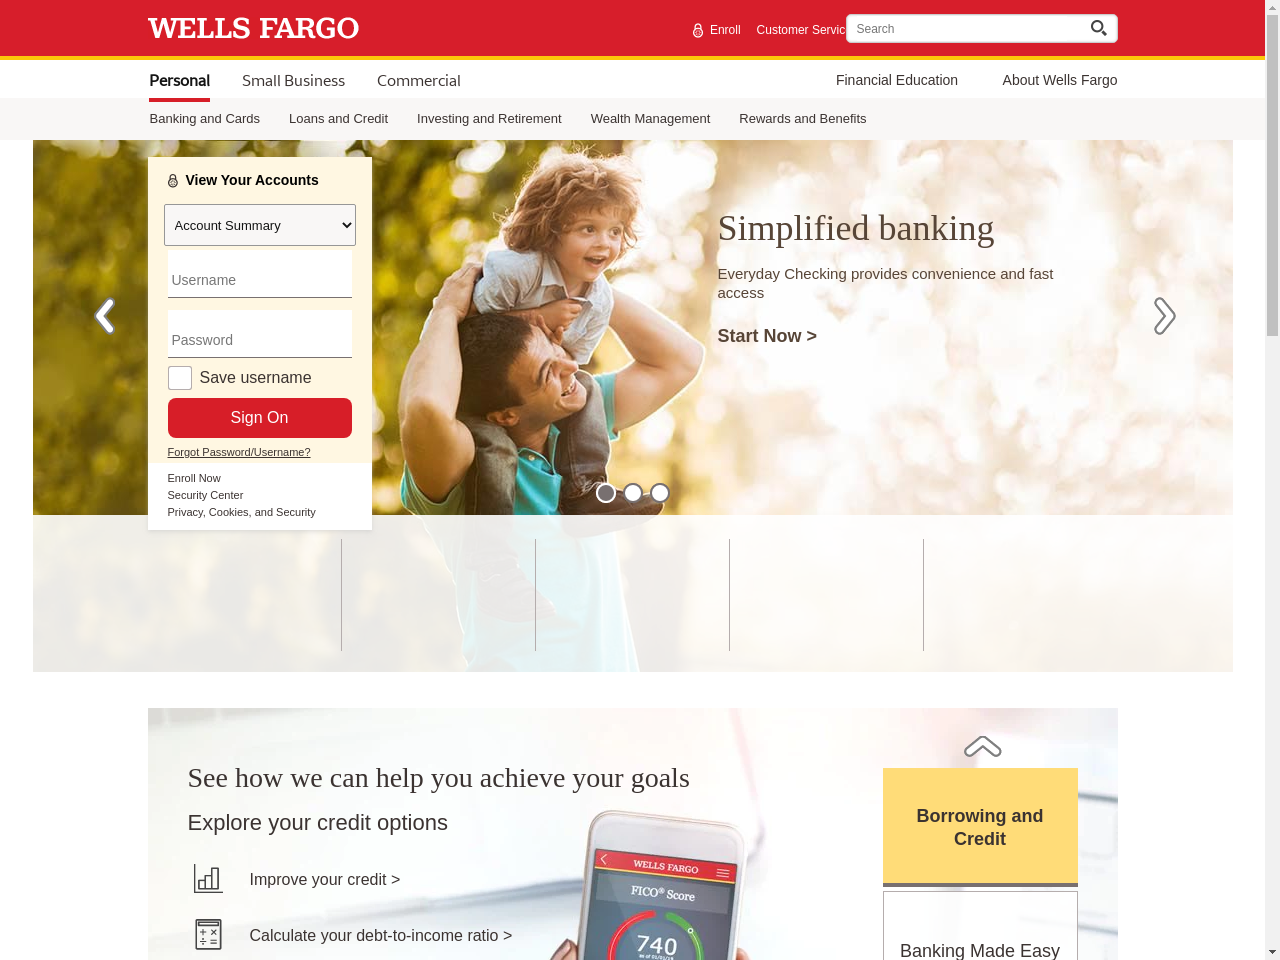 WELLS FARGO
Enroll
Customer Servic
Search
Personal
Small Business
Commercial
Financial Education
About Wells Fargo
Banking and Cards
Loans and Credit
Investing and Retirement
Wealth Management
Rewards and Benefits
View Your Accounts
Account Summary
Username
Password
Save username
Sign On
Forgot Password/Username?
Enroll Now
Security Center
Privacy, Cookies, and Security
Simplified banking
Everyday Checking provides convenience and fast
access
Start Now >
See how we can help you achieve your goals
Explore your credit options
Improve your credit >
Calculate your debt-to-income ratio >
WELLS FARGO
FICO® Score
740
as of 01/01/18
Borrowing and
Credit
Banking Made Easy